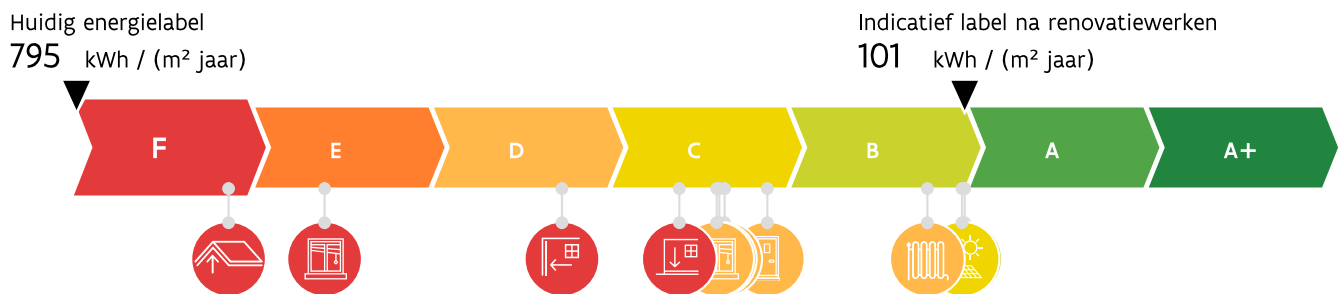 Huidig energielabel
795 kWh / (m² jaar)
Indicatief label na renovatiewerken
101 kWh / (m² jaar)
F E D C B A A+